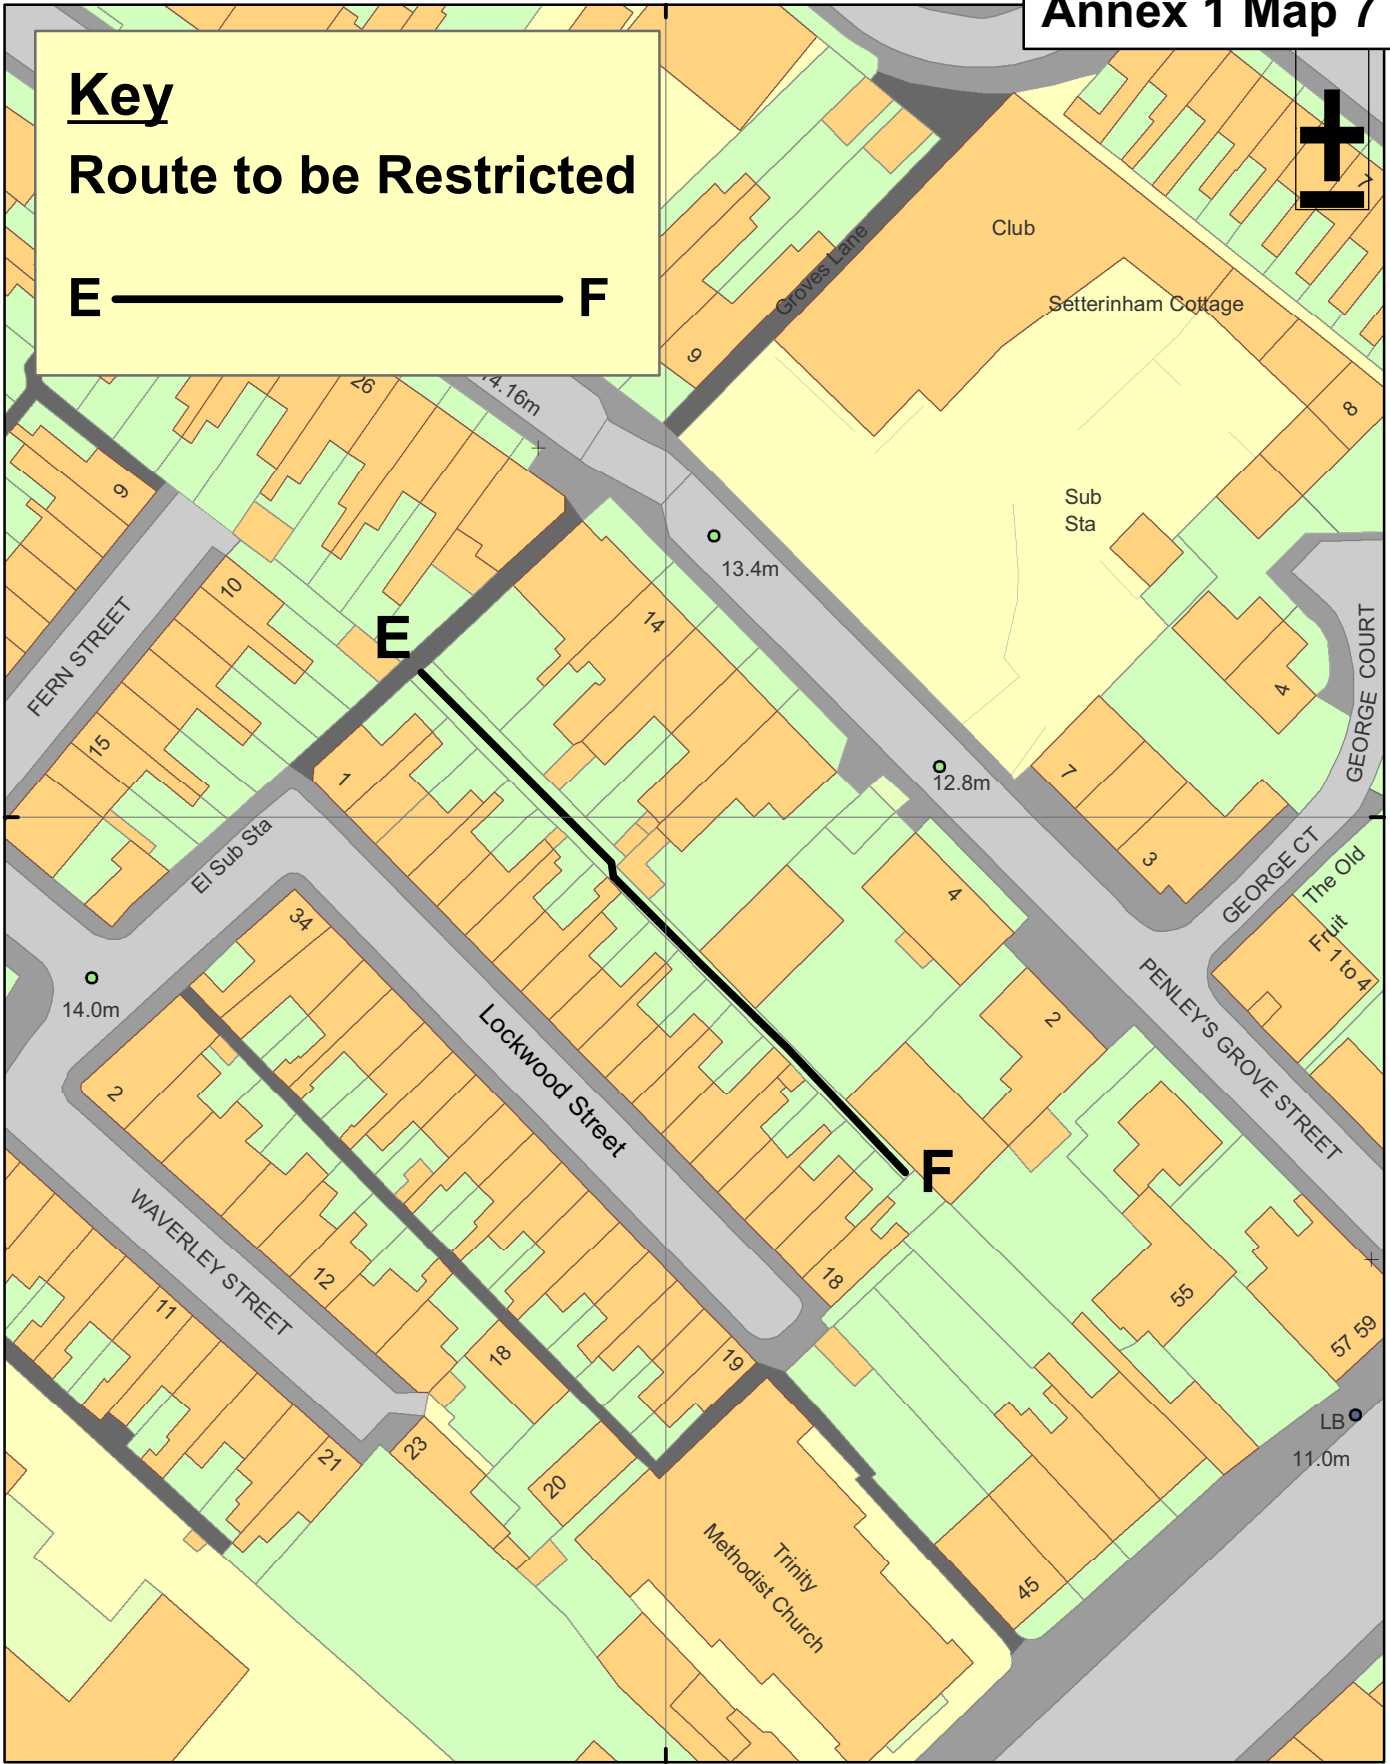 Annex 1 Map 7
Key
Route to be Restricted
E F
Club
Groves Lane
Setterinham Cottage
7
9
26
14.16m
8
9
Sub
Sta
13.4m
10
14
E
FERN STREET
4
GEORGE COURT
15
1
7
12.8m
El Sub Sta
3
GEORGE CT
The Old
Fruit
1 to 4
34
4
14.0m
2
PENLEY'S GROVE STREET
Lockwood Street
2
F
WAVERLEY STREET
12
11
18
55
57 59
18
19
LB
11.0m
23
21
20
Trinity
Methodist Church
45